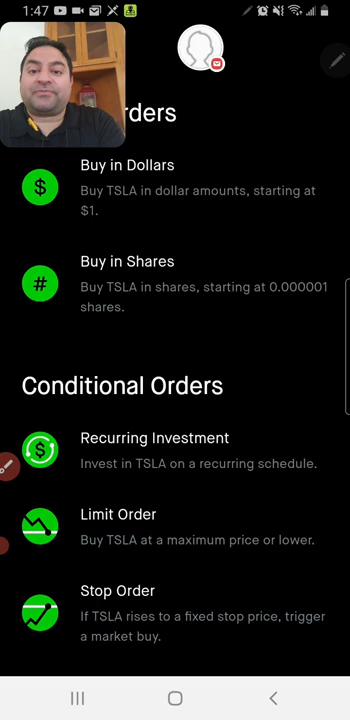 1:47
rders
Buy in Dollars
Buy TSLA in dollar amounts, starting at
$1.
Buy in Shares
Buy TSLA in shares, starting at 0.000001
shares.
Conditional Orders
Recurring Investment
Invest in TSLA on a recurring schedule.
Limit Order
Buy TSLA at a maximum price or lower.
Stop Order
If TSLA rises to a fixed stop price, trigger
a market buy.